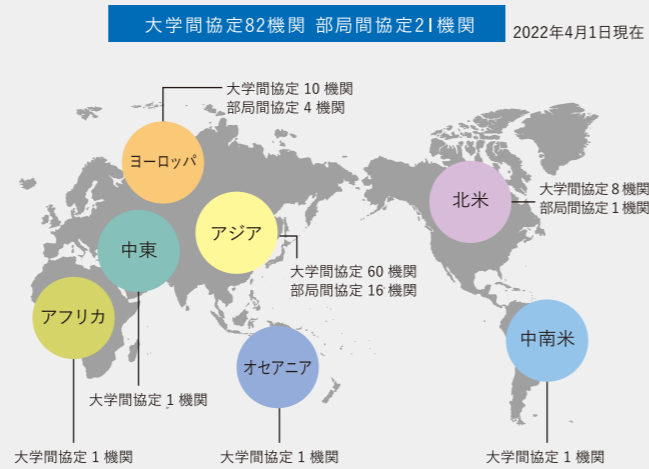 大学間協定82機関 部局間協定21機関
2022年4月1日現在
大学間協定 10 機関
部局間協定 4 機関
ヨーロッパ
北米
大学間協定 8 機関
部局間協定 1 機関
アジア
中東
大学間協定 60 機関
部局間協定 16 機関
アフリカ
中南米
オセアニア
大学間協定 1 機関
大学間協定 1 機関
大学間協定 1 機関
大学間協定 1 機関